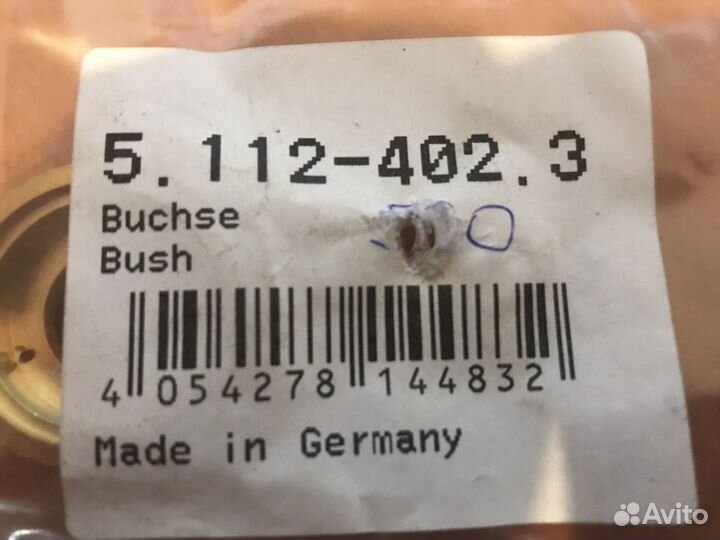 5.112-402.3
Buchse
Bush
4 054278 144832
Made in Germany
Avito